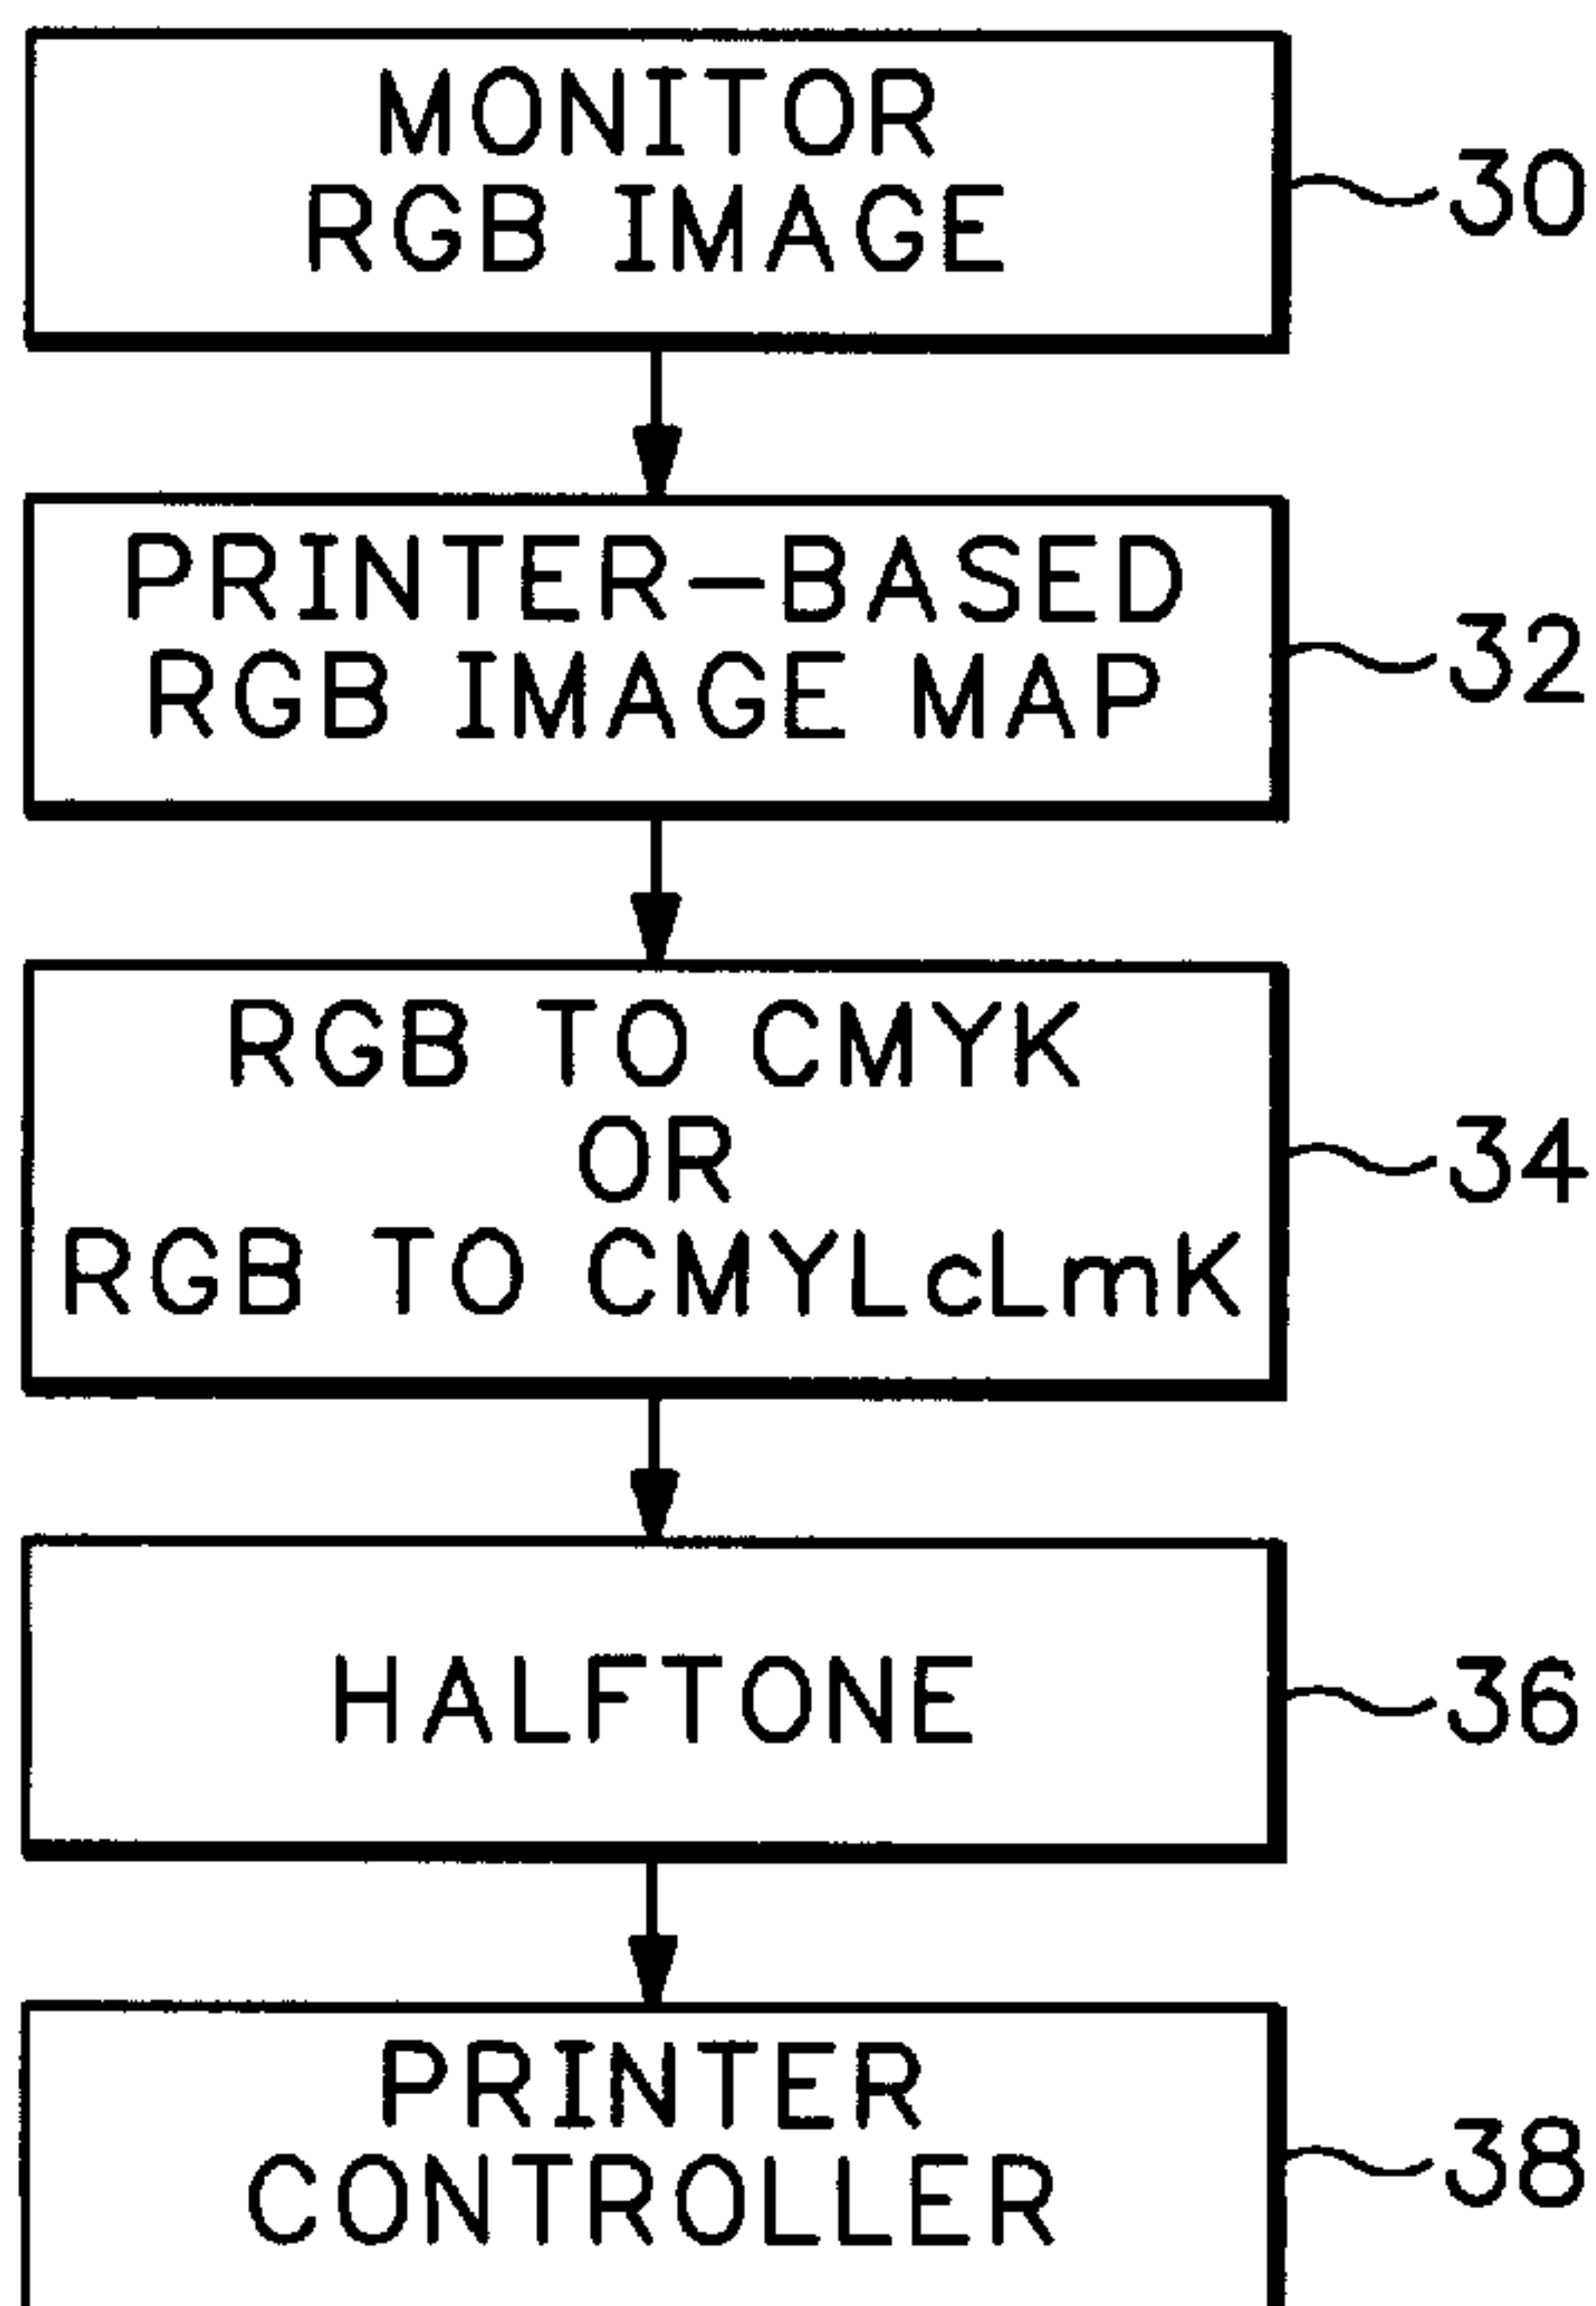 MONITOR
RGB IMAGE
30
PRINTER-BASED
RGB IMAGE MAP
32
RGB TO CMYK
OR
RGB TO CMYLcLmK
34
HALFTONE
36
PRINTER
CONTROLLER
38